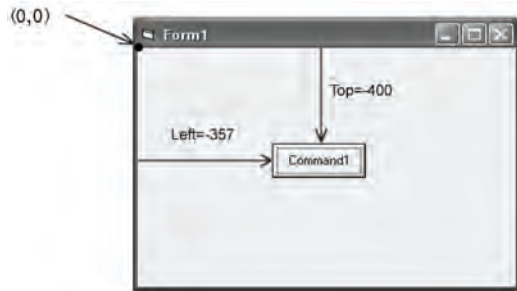 (0,0)
Form1
Top=-400
Left=-357
Command1